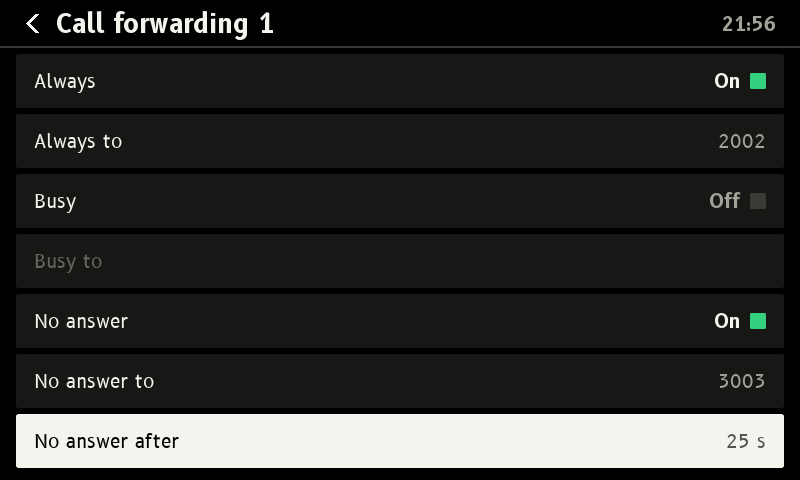 Call forwarding 1 21:56
Always On
Always to 2002
Busy Off
Busy to
No answer On
No answer to 3003
No answer after 25 s